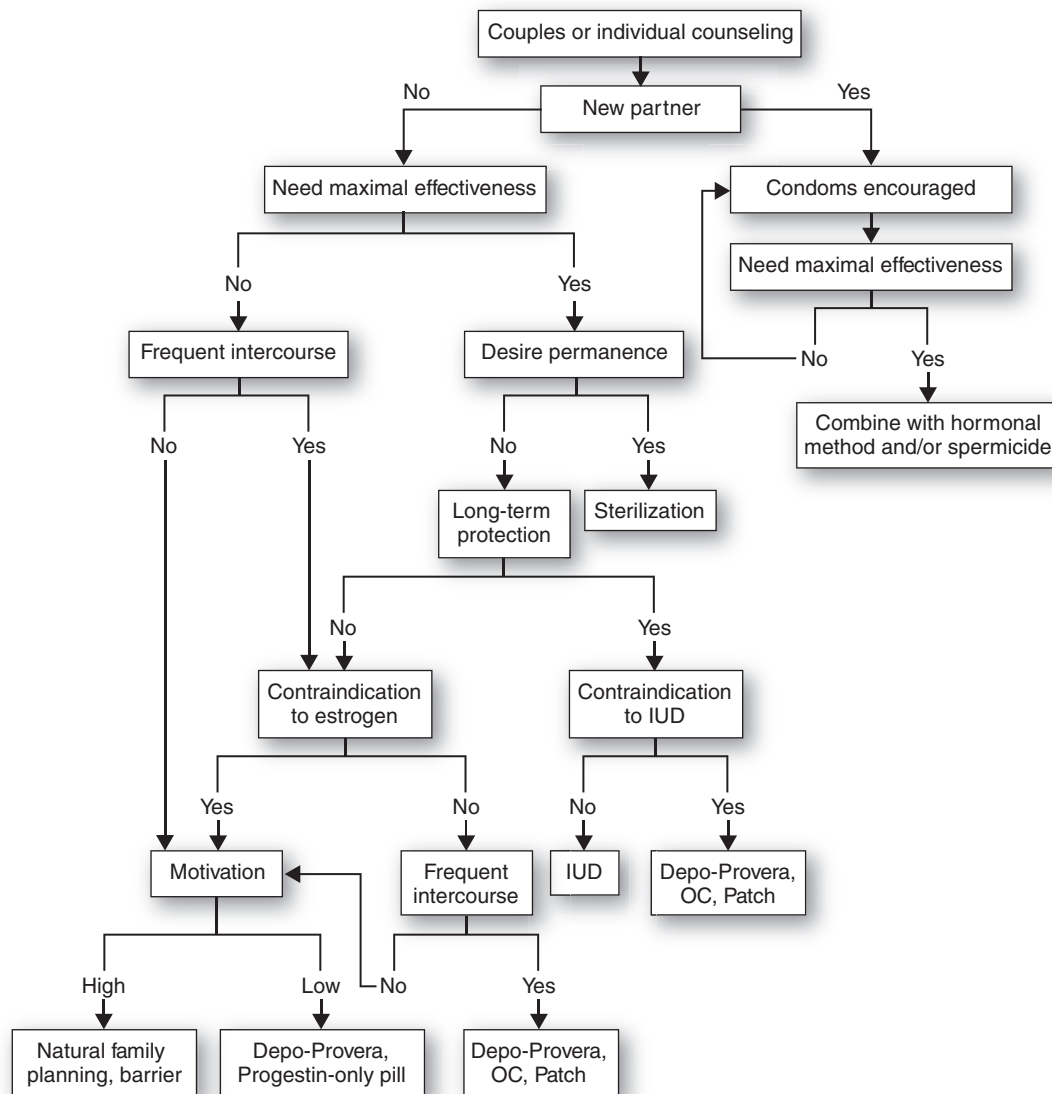 Couples or individual counseling
No
Yes
New partner
Need maximal effectiveness
Condoms encouraged
Need maximal effectiveness
No
Yes
Frequent intercourse
Desire permanence
No
Yes
Combine with hormonal
method and/or spermicide
No
Yes
No
Yes
Long-term
protection
Sterilization
No
Yes
Contraindication
to estrogen
Contraindication
to IUD
Yes
No
No
Yes
Motivation
Frequent
intercourse
IUD
Depo-Provera,
OC, Patch
High
Low
No
Yes
Natural family
planning, barrier
Depo-Provera,
Progestin-only pill
Depo-Provera,
OC, Patch